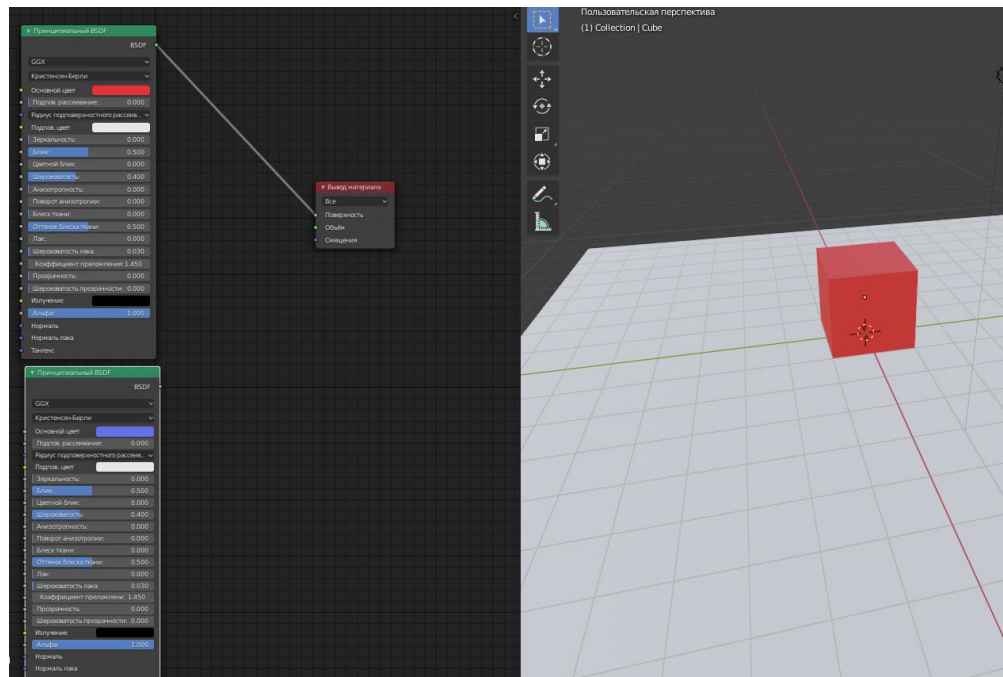 Принципиальный BSDF
BSDF
GGX
Кристенсен-Берли
Основной цвет
Подпов. рассеивание: 0.000
Радиус подповерхностного рассеив..
Подпов. цвет
Зеркальность: 0.000
Блик: 0.500
Цветной блик: 0.000
Шероховатость: 0.400
Анизотропность: 0.000
Поворот анизотропии: 0.000
Блеск ткани: 0.000
Оттенок блеска ткани: 0.500
Лак: 0.000
Шероховатость лака: 0.030
Коэффициент преломления: 1.450
Прозрачность: 0.000
Шероховатость прозрачности: 0.000
Излучение
Альфа: 1.000
Нормаль
Нормаль лака
Тангенс
Принципиальный BSDF
BSDF
GGX
Кристенсен-Берли
Основной цвет
Подпов. рассеивание: 0.000
Радиус подповерхностного рассеив..
Подпов. цвет
Зеркальность: 0.000
Блик: 0.500
Цветной блик: 0.000
Шероховатость: 0.400
Анизотропность: 0.000
Поворот анизотропии: 0.000
Блеск ткани: 0.000
Оттенок блеска ткани: 0.500
Лак: 0.000
Шероховатость лака: 0.030
Коэффициент преломлени: 1.450
Прозрачность: 0.000
Шероховатость прозрачности: 0.000
Излучение
Альфа: 1.000
Нормаль
Нормаль лака
Вывод материала
Все
Поверхность
Объём
Смещения
Пользовательская перспектива
(1) Collection | Cube